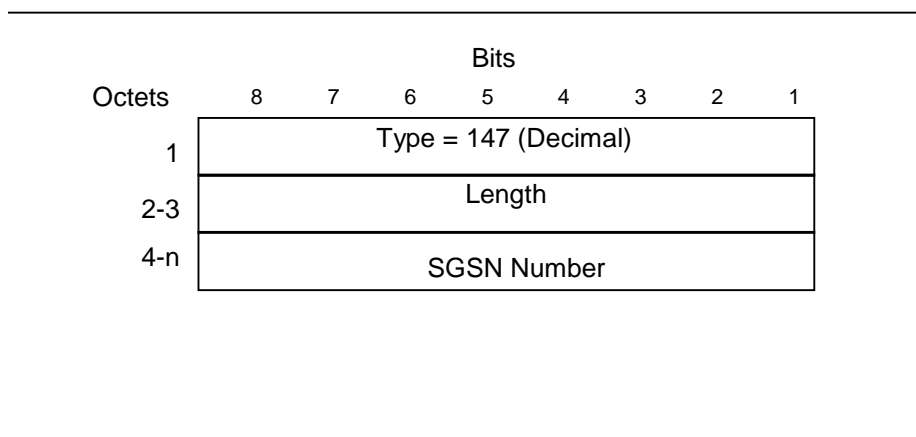 Bits
Octets 8 7 6 5 4 3 2 1
1 Type = 147 (Decimal)
2-3 Length
4-n SGSN Number